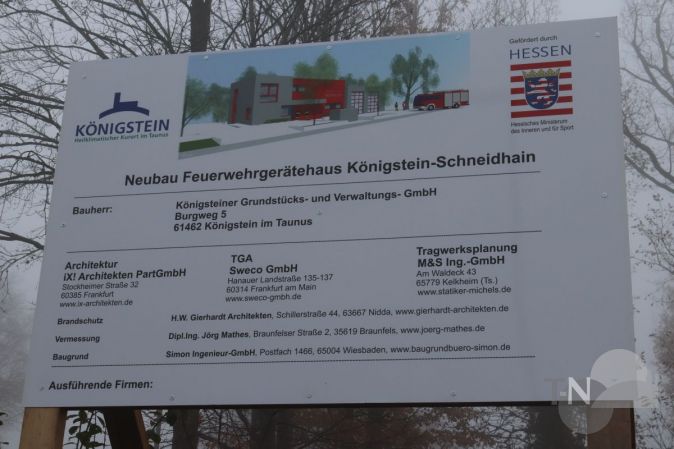 KÖNIGSTEIN
Heilklimatischer Kurort im Taunus
Gefördert durch
HESSEN
Hessisches Ministerium
des Inneren und für Sport
Neubau Feuerwehrgerätehaus Königstein-Schneidhain
Bauherr:
Königsteiner Grundstücks- und Verwaltungs- GmbH
Burgweg 5
61462 Königstein im Taunus
Architektur
iX! Architekten PartGmbH
Stockheimer Straße 32
60385 Frankfurt
www.ix-architekten.de
TGA
Sweco GmbH
Hanauer Landstraße 135-137
60314 Frankfurt am Main
www.sweco-gmbh.de
Tragwerksplanung
M&S Ing.-GmbH
Am Waldeck 43
65779 Kelkheim (Ts.)
www.statiker-michels.de
Brandschutz H.W. Gierhardt Architekten, Schillerstraße 44, 63667 Nidda, www.gierhardt-architekten.de
Vermessung Dipl.Ing. Jörg Mathes, Braunfelser Straße 2, 35619 Braunfels, www.joerg-mathes.de
Baugrund Simon Ingenieur-GmbH, Postfach 1466, 65004 Wiesbaden, www.baugrundbuero-simon.de
Ausführende Firmen:
T-N